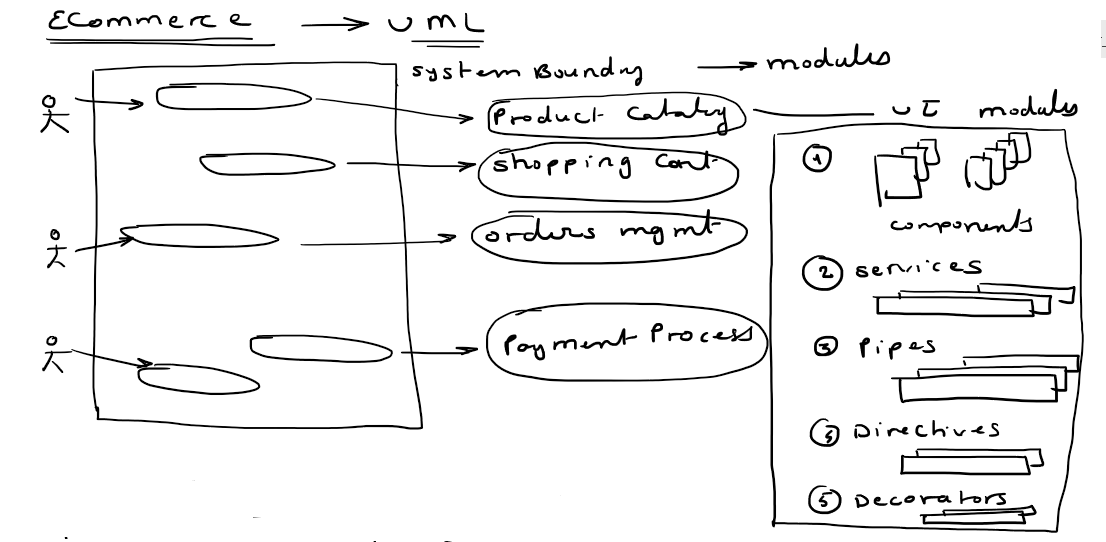 Ecommerce → UML
System Boundry → modules
Product Catalog
UI modules
shopping Cart
orders mgmt
Payment Process
1
components
2 services
3 Pipes
4 Directives
5 Decorators